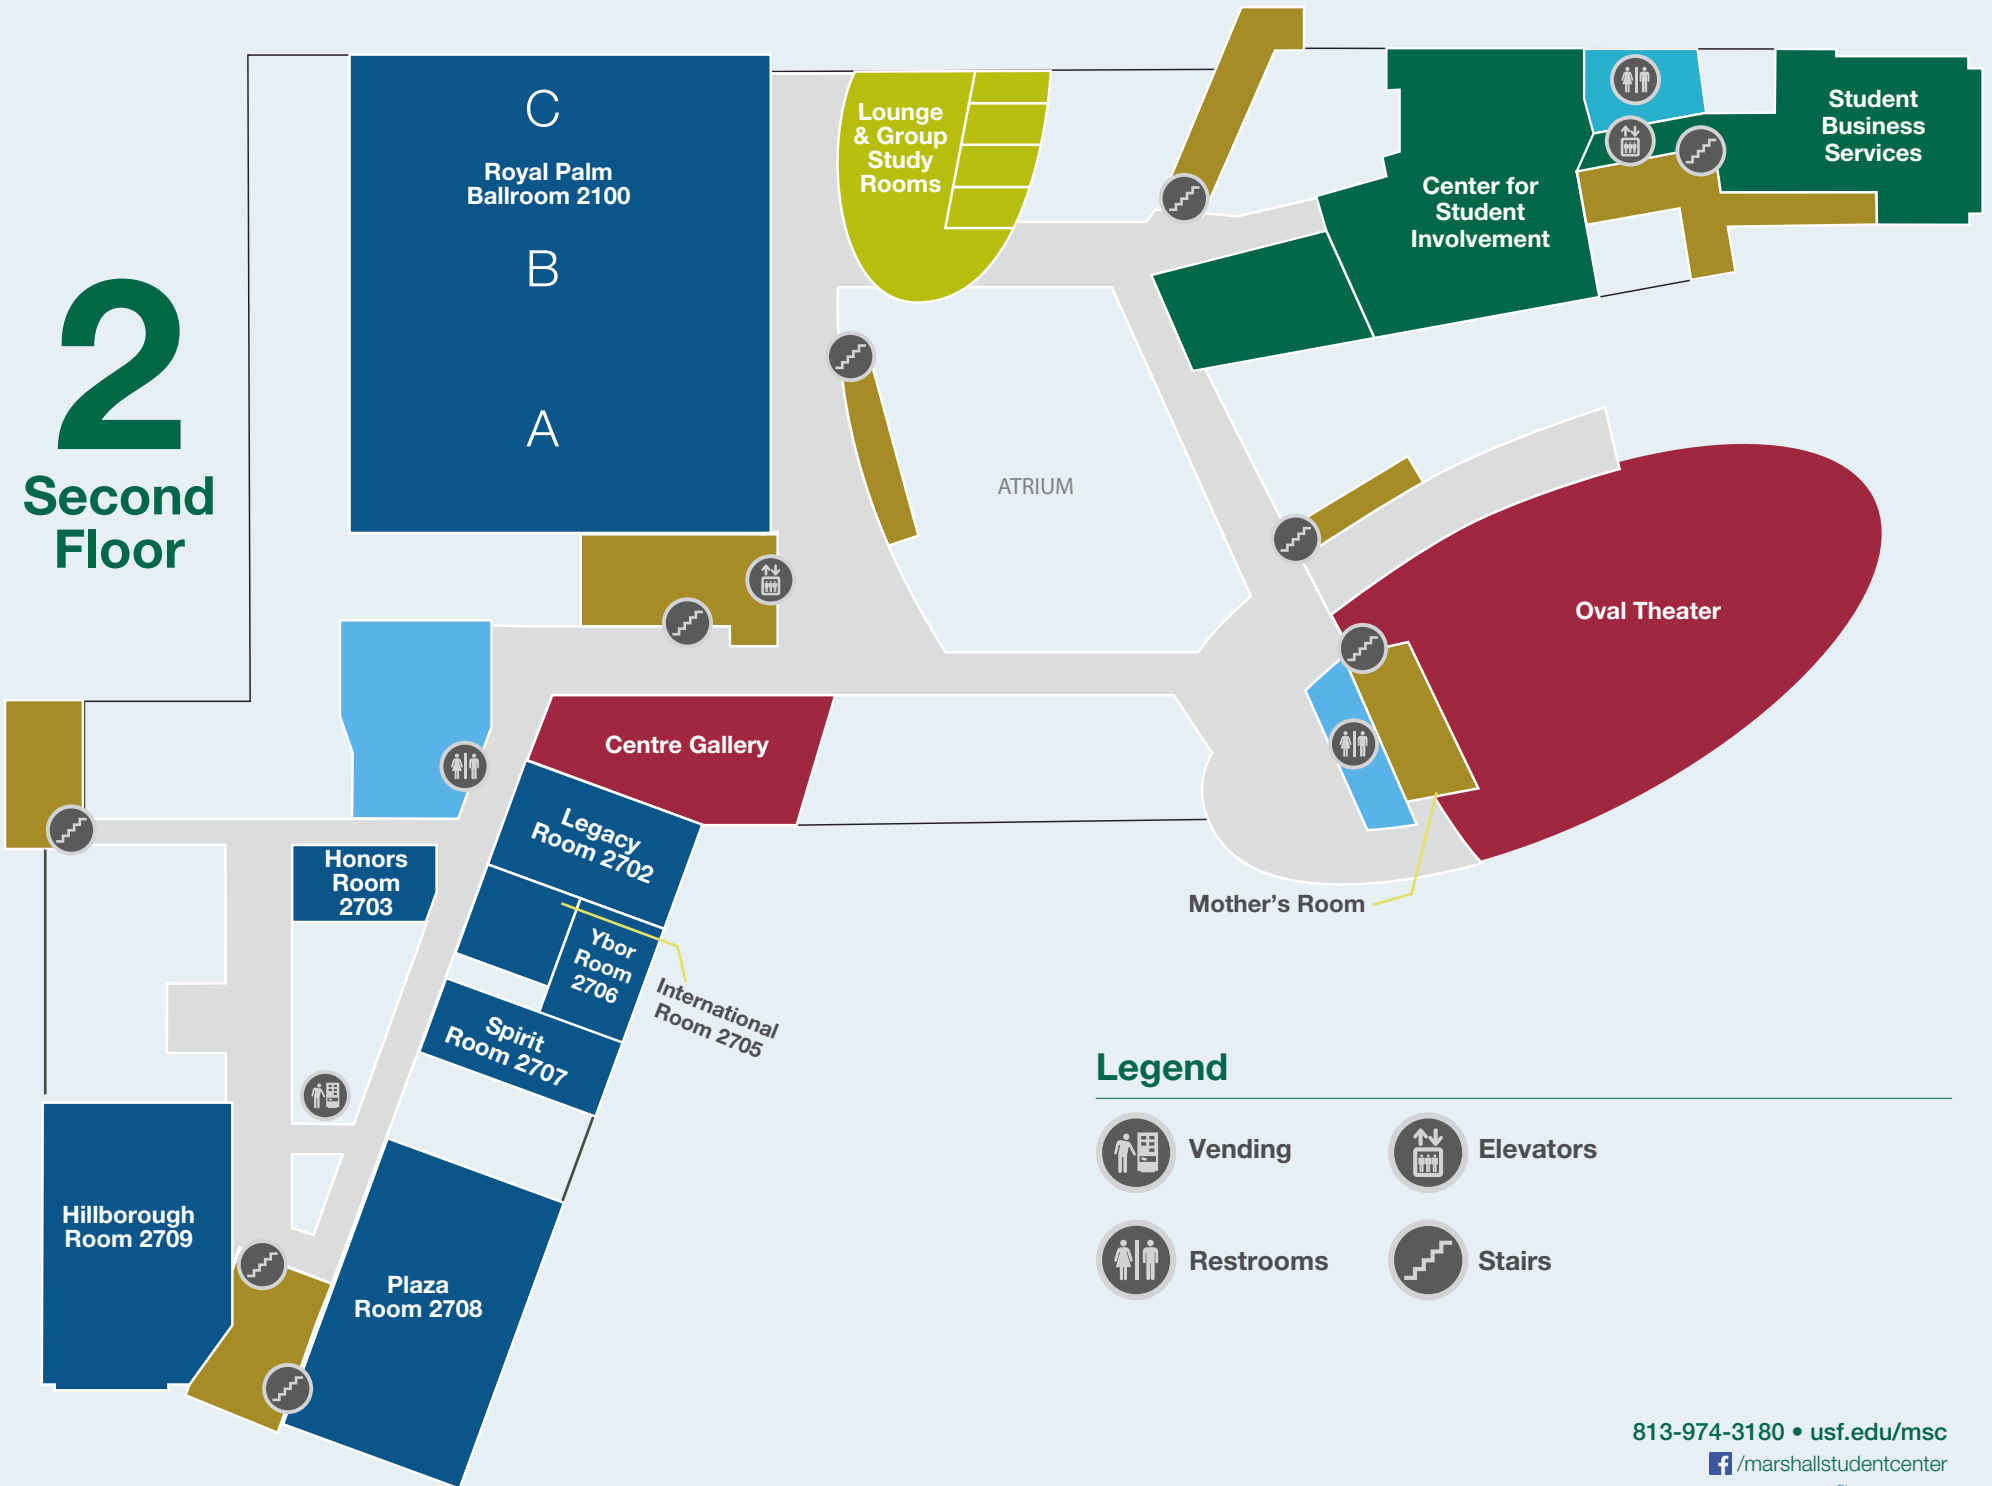 2
Second
Floor
C
Royal Palm
Ballroom 2100
B
A
Lounge
& Group
Study
Rooms
Center for
Student
Involvement
Student
Business
Services
ATRIUM
Oval Theater
Centre Gallery
Legacy
Room 2702
Honors
Room
2703
Ybor
Room
2706
International
Room 2705
Spirit
Room 2707
Mother's Room
Hillborough
Room 2709
Plaza
Room 2708
Legend
Vending
Elevators
Restrooms
Stairs
813-974-3180 • usf.edu/msc
/marshallstudentcenter